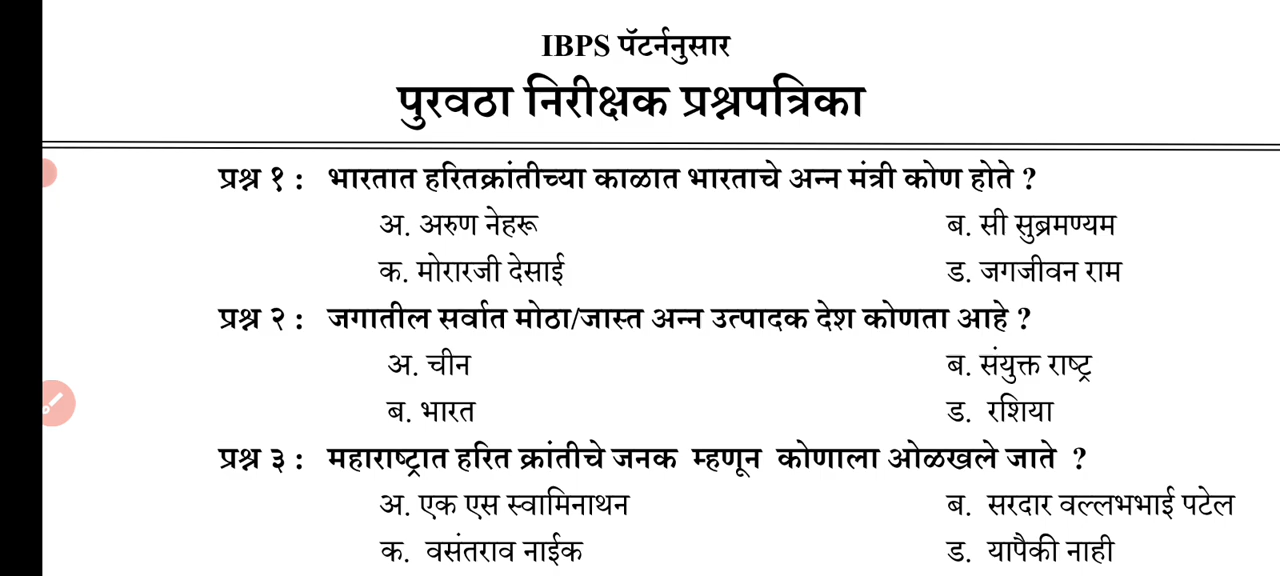 IBPS पॅटर्ननुसार
पुरवठा निरीक्षक प्रश्नपत्रिका
प्रश्न १ : भारतात हरितक्रांतीच्या काळात भारताचे अन्न मंत्री कोण होते ?
अ. अरुण नेहरू ब. सी सुब्रमण्यम
क. मोरारजी देसाई ड. जगजीवन राम
प्रश्न २ : जगातील सर्वात मोठा/जास्त अन्न उत्पादक देश कोणता आहे ?
अ. चीन ब. संयुक्त राष्ट्र
ब. भारत ड. रशिया
प्रश्न ३ : महाराष्ट्रात हरित क्रांतीचे जनक म्हणून कोणाला ओळखले जाते ?
अ. एक एस स्वामिनाथन ब. सरदार वल्लभभाई पटेल
क. वसंतराव नाईक ड. यापैकी नाही